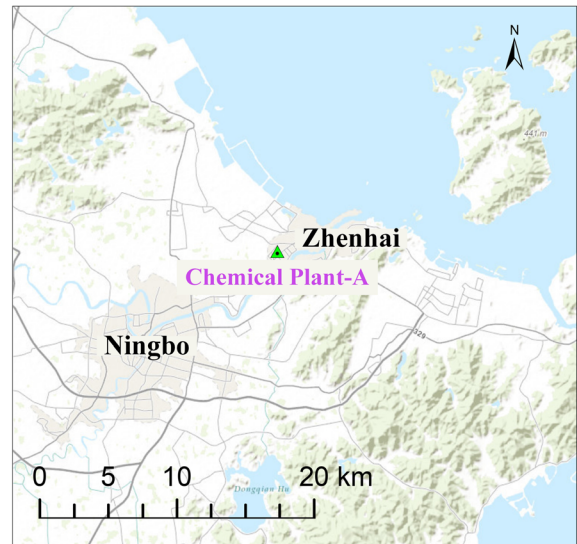 N
441 m
Zhenhai
Chemical Plant-A
329
Ningbo
0 5 10 20 km
Dongqian Hu